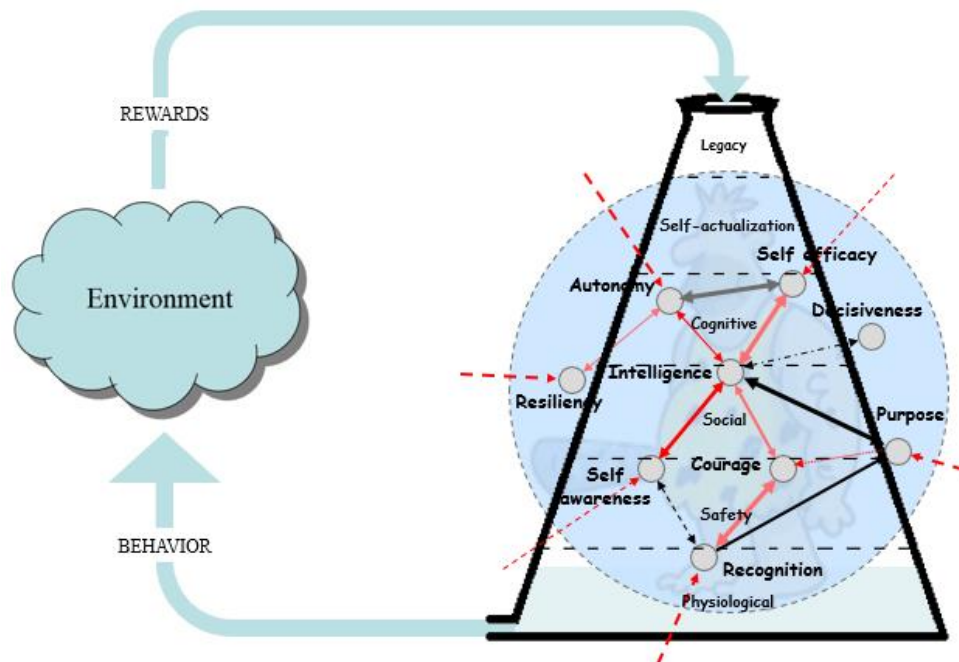 REWARDS
Legacy
Self-actualization
Self efficacy
Autonomy
Environment
Decisiveness
Cognitive
Intelligence
Resiliency
Social
Purpose
Self
awareness
Courage
Safety
BEHAVIOR
Recognition
Physiological